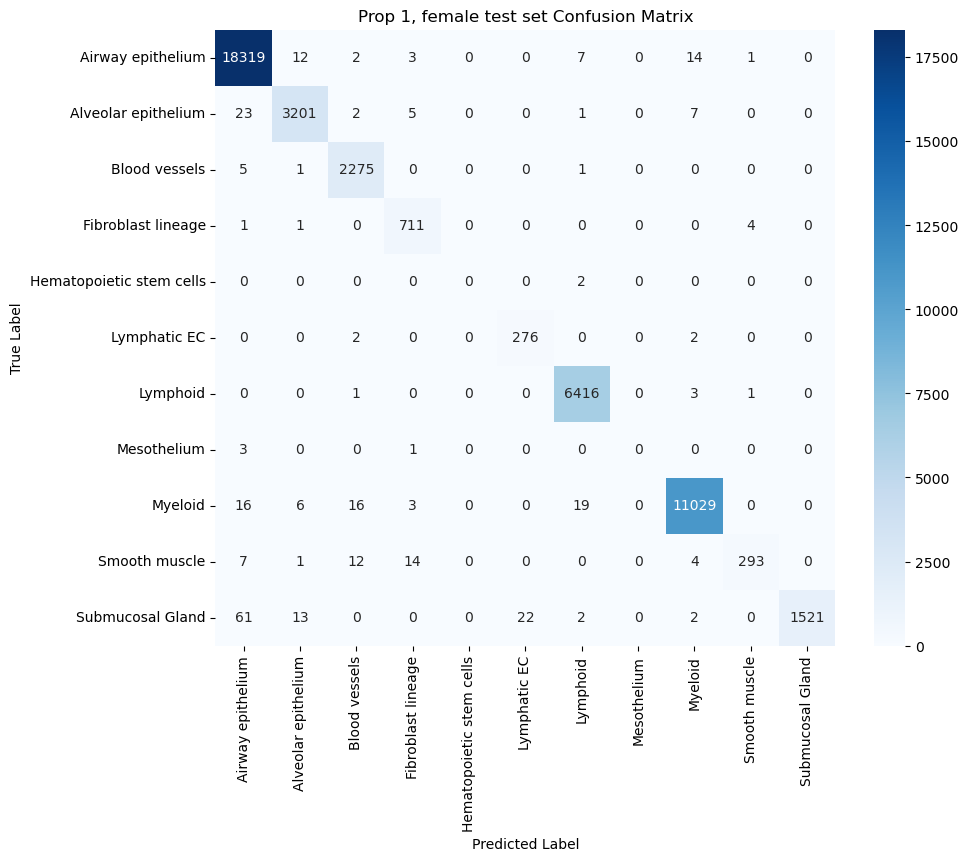 Prop 1, female test set Confusion Matrix
Airway epithelium 18319 12 2 3 0 0 7 0 14 1 0
Alveolar epithelium 23 3201 2 5 0 0 1 0 7 0 0
Blood vessels 5 1 2275 0 0 0 1 0 0 0 0
Fibroblast lineage 1 1 0 711 0 0 0 0 0 4 0
Hematopoietic stem cells 0 0 0 0 0 0 2 0 0 0 0
Lymphatic EC 0 0 2 0 0 276 0 0 2 0 0
Lymphoid 0 0 1 0 0 0 6416 0 3 1 0
Mesothelium 3 0 0 1 0 0 0 0 0 0 0
Myeloid 16 6 16 3 0 0 19 0 11029 0 0
Smooth muscle 7 1 12 14 0 0 0 0 4 293 0
Submucosal Gland 61 13 0 0 0 22 2 0 2 0 1521
True Label
Airway epithelium
Alveolar epithelium
Blood vessels
Fibroblast lineage
Hematopoietic stem cells
Lymphatic EC
Lymphoid
Mesothelium
Myeloid
Smooth muscle
Submucosal Gland
Predicted Label
17500
15000
12500
10000
7500
5000
2500
0